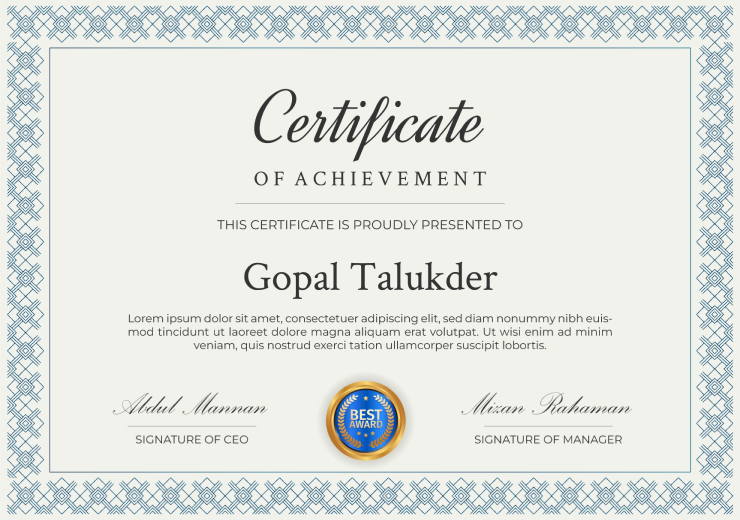 Certificate
OF ACHIEVEMENT
THIS CERTIFICATE IS PROUDLY PRESENTED TO
Gopal Talukder
Lorem ipsum dolor sit amet, consectetuer adipiscing elit, sed diam nonummy nibh euis-
mod tincidunt ut laoreet dolore magna aliquam erat volutpat. Ut wisi enim ad minim
veniam, quis nostrud exerci tation ullamcorper suscipit lobortis.
Abdul Mannan
SIGNATURE OF CEO
BEST
AWARD
Mizan Rahaman
SIGNATURE OF MANAGER